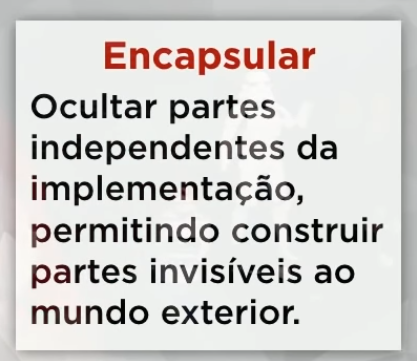 Encapsular
Ocultar partes
independentes da
implementação,
permitindo construir
partes invisíveis ao
mundo exterior.